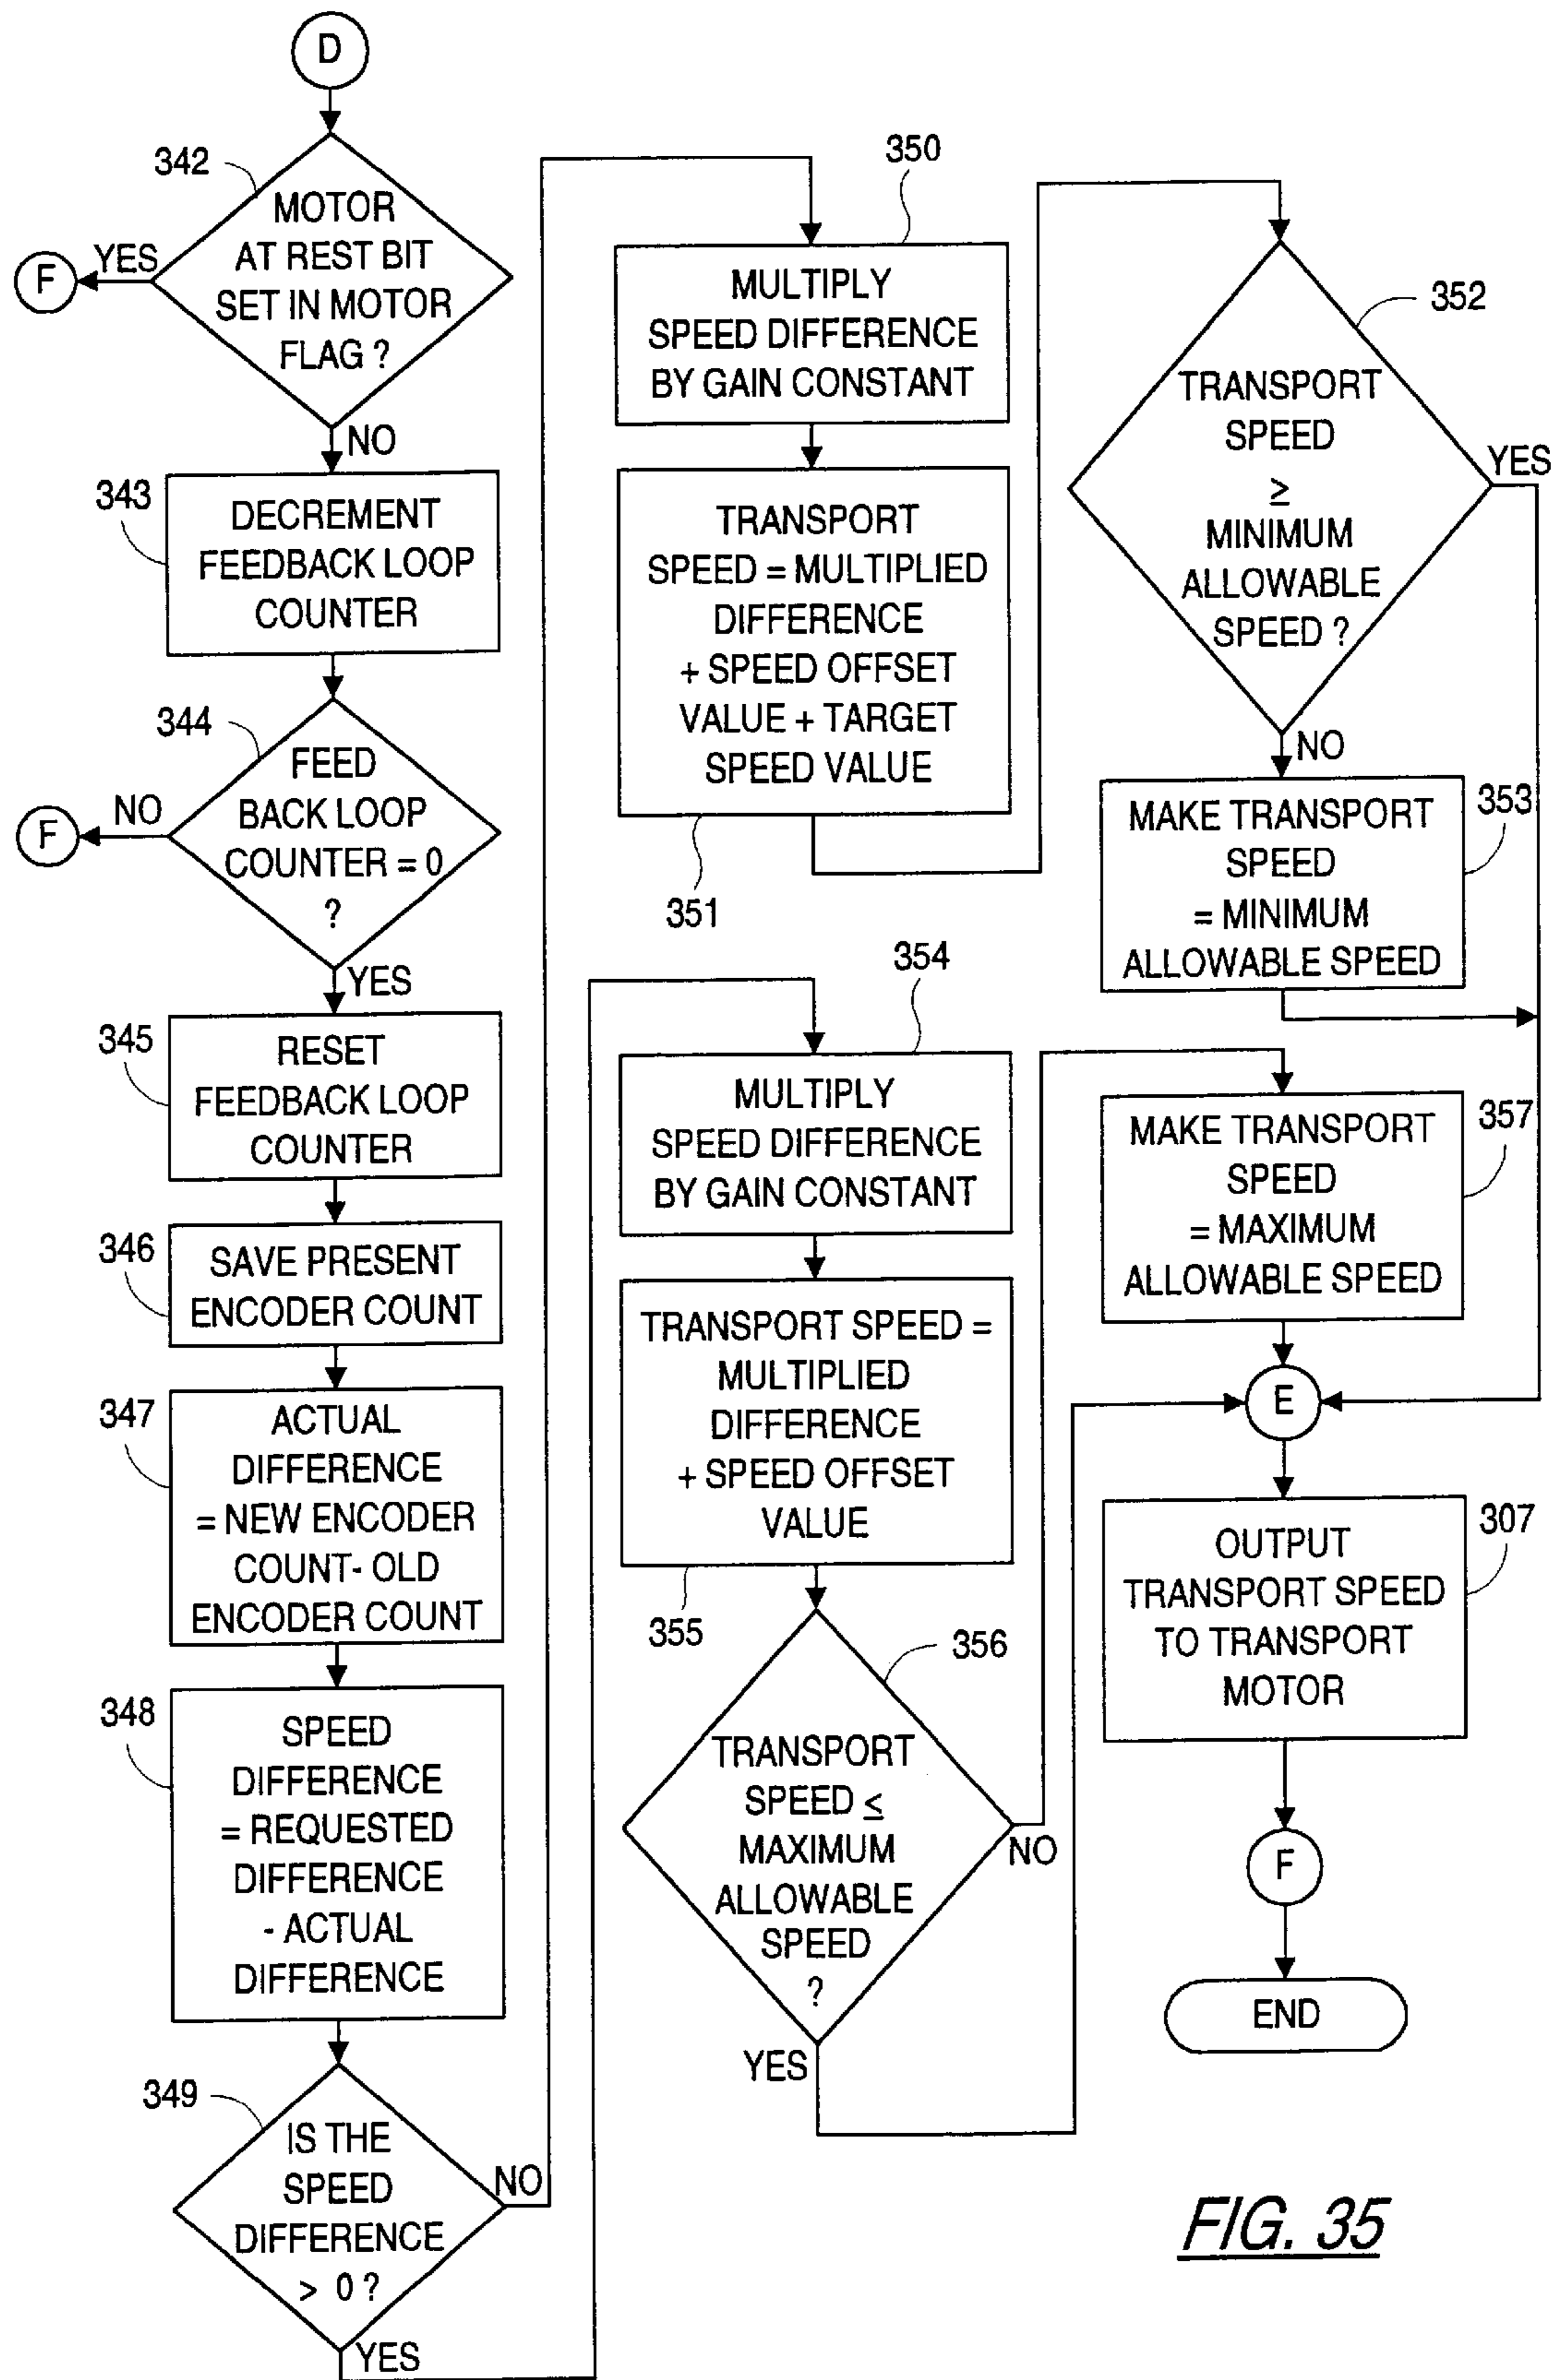 D
342
MOTOR
AT REST BIT
SET IN MOTOR
FLAG ?
YES
F
NO
343
DECREMENT
FEEDBACK LOOP
COUNTER
344
FEED
BACK LOOP
COUNTER = 0
?
NO
F
YES
345
RESET
FEEDBACK LOOP
COUNTER
346
SAVE PRESENT
ENCODER COUNT
347
ACTUAL
DIFFERENCE
= NEW ENCODER
COUNT- OLD
ENCODER COUNT
348
SPEED
DIFFERENCE
= REQUESTED
DIFFERENCE
- ACTUAL
DIFFERENCE
349
IS THE
SPEED
DIFFERENCE
> 0 ?
NO
YES
350
MULTIPLY
SPEED DIFFERENCE
BY GAIN CONSTANT
TRANSPORT
SPEED = MULTIPLIED
DIFFERENCE
+ SPEED OFFSET
VALUE + TARGET
SPEED VALUE
351
352
TRANSPORT
SPEED
≥
MINIMUM
ALLOWABLE
SPEED ?
YES
NO
353
MAKE TRANSPORT
SPEED
= MINIMUM
ALLOWABLE SPEED
354
MULTIPLY
SPEED DIFFERENCE
BY GAIN CONSTANT
TRANSPORT SPEED =
MULTIPLIED
DIFFERENCE
+ SPEED OFFSET
VALUE
355
356
TRANSPORT
SPEED ≤
MAXIMUM
ALLOWABLE
SPEED
?
NO
YES
357
MAKE TRANSPORT
SPEED
= MAXIMUM
ALLOWABLE SPEED
E
307
OUTPUT
TRANSPORT SPEED
TO TRANSPORT
MOTOR
F
END
FIG. 35